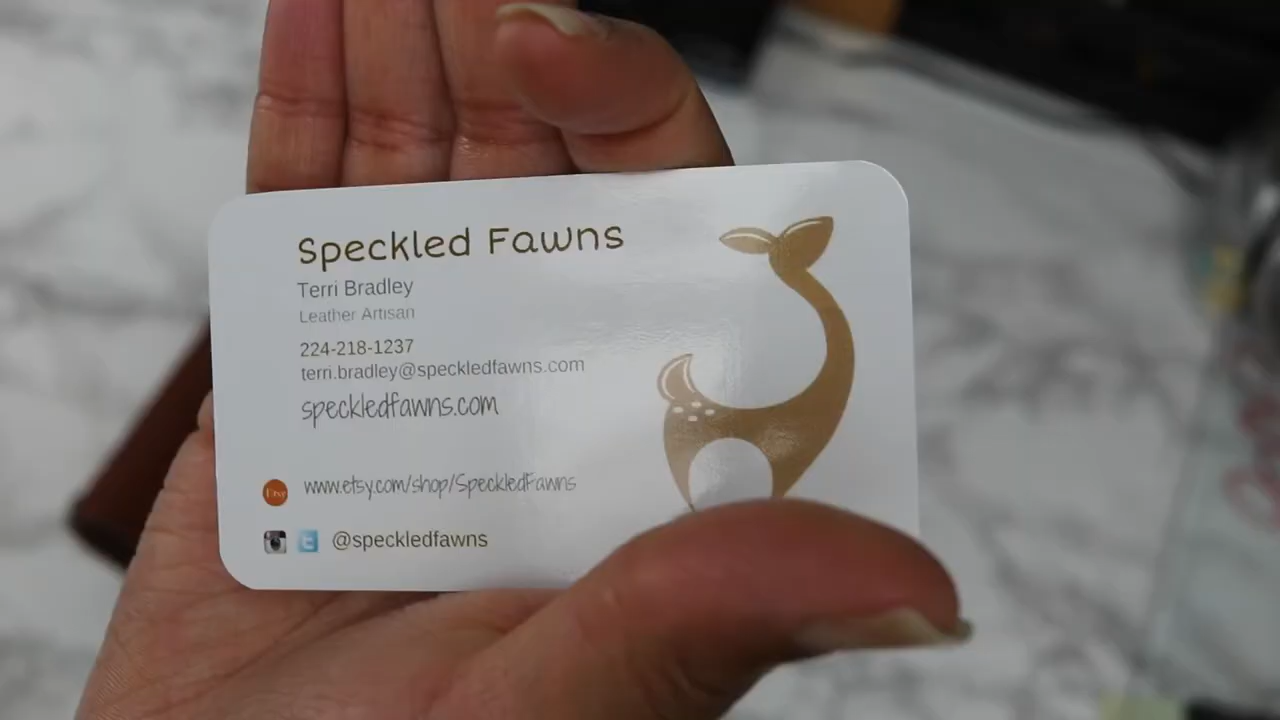 Speckled Fawns
Terri Bradley
Leather Artisan
224-218-1237
terri.bradley@speckledfawns.com
speckledfawns.com
Etsy
www.etsy.com/shop/SpeckledFawns
@speckledfawns